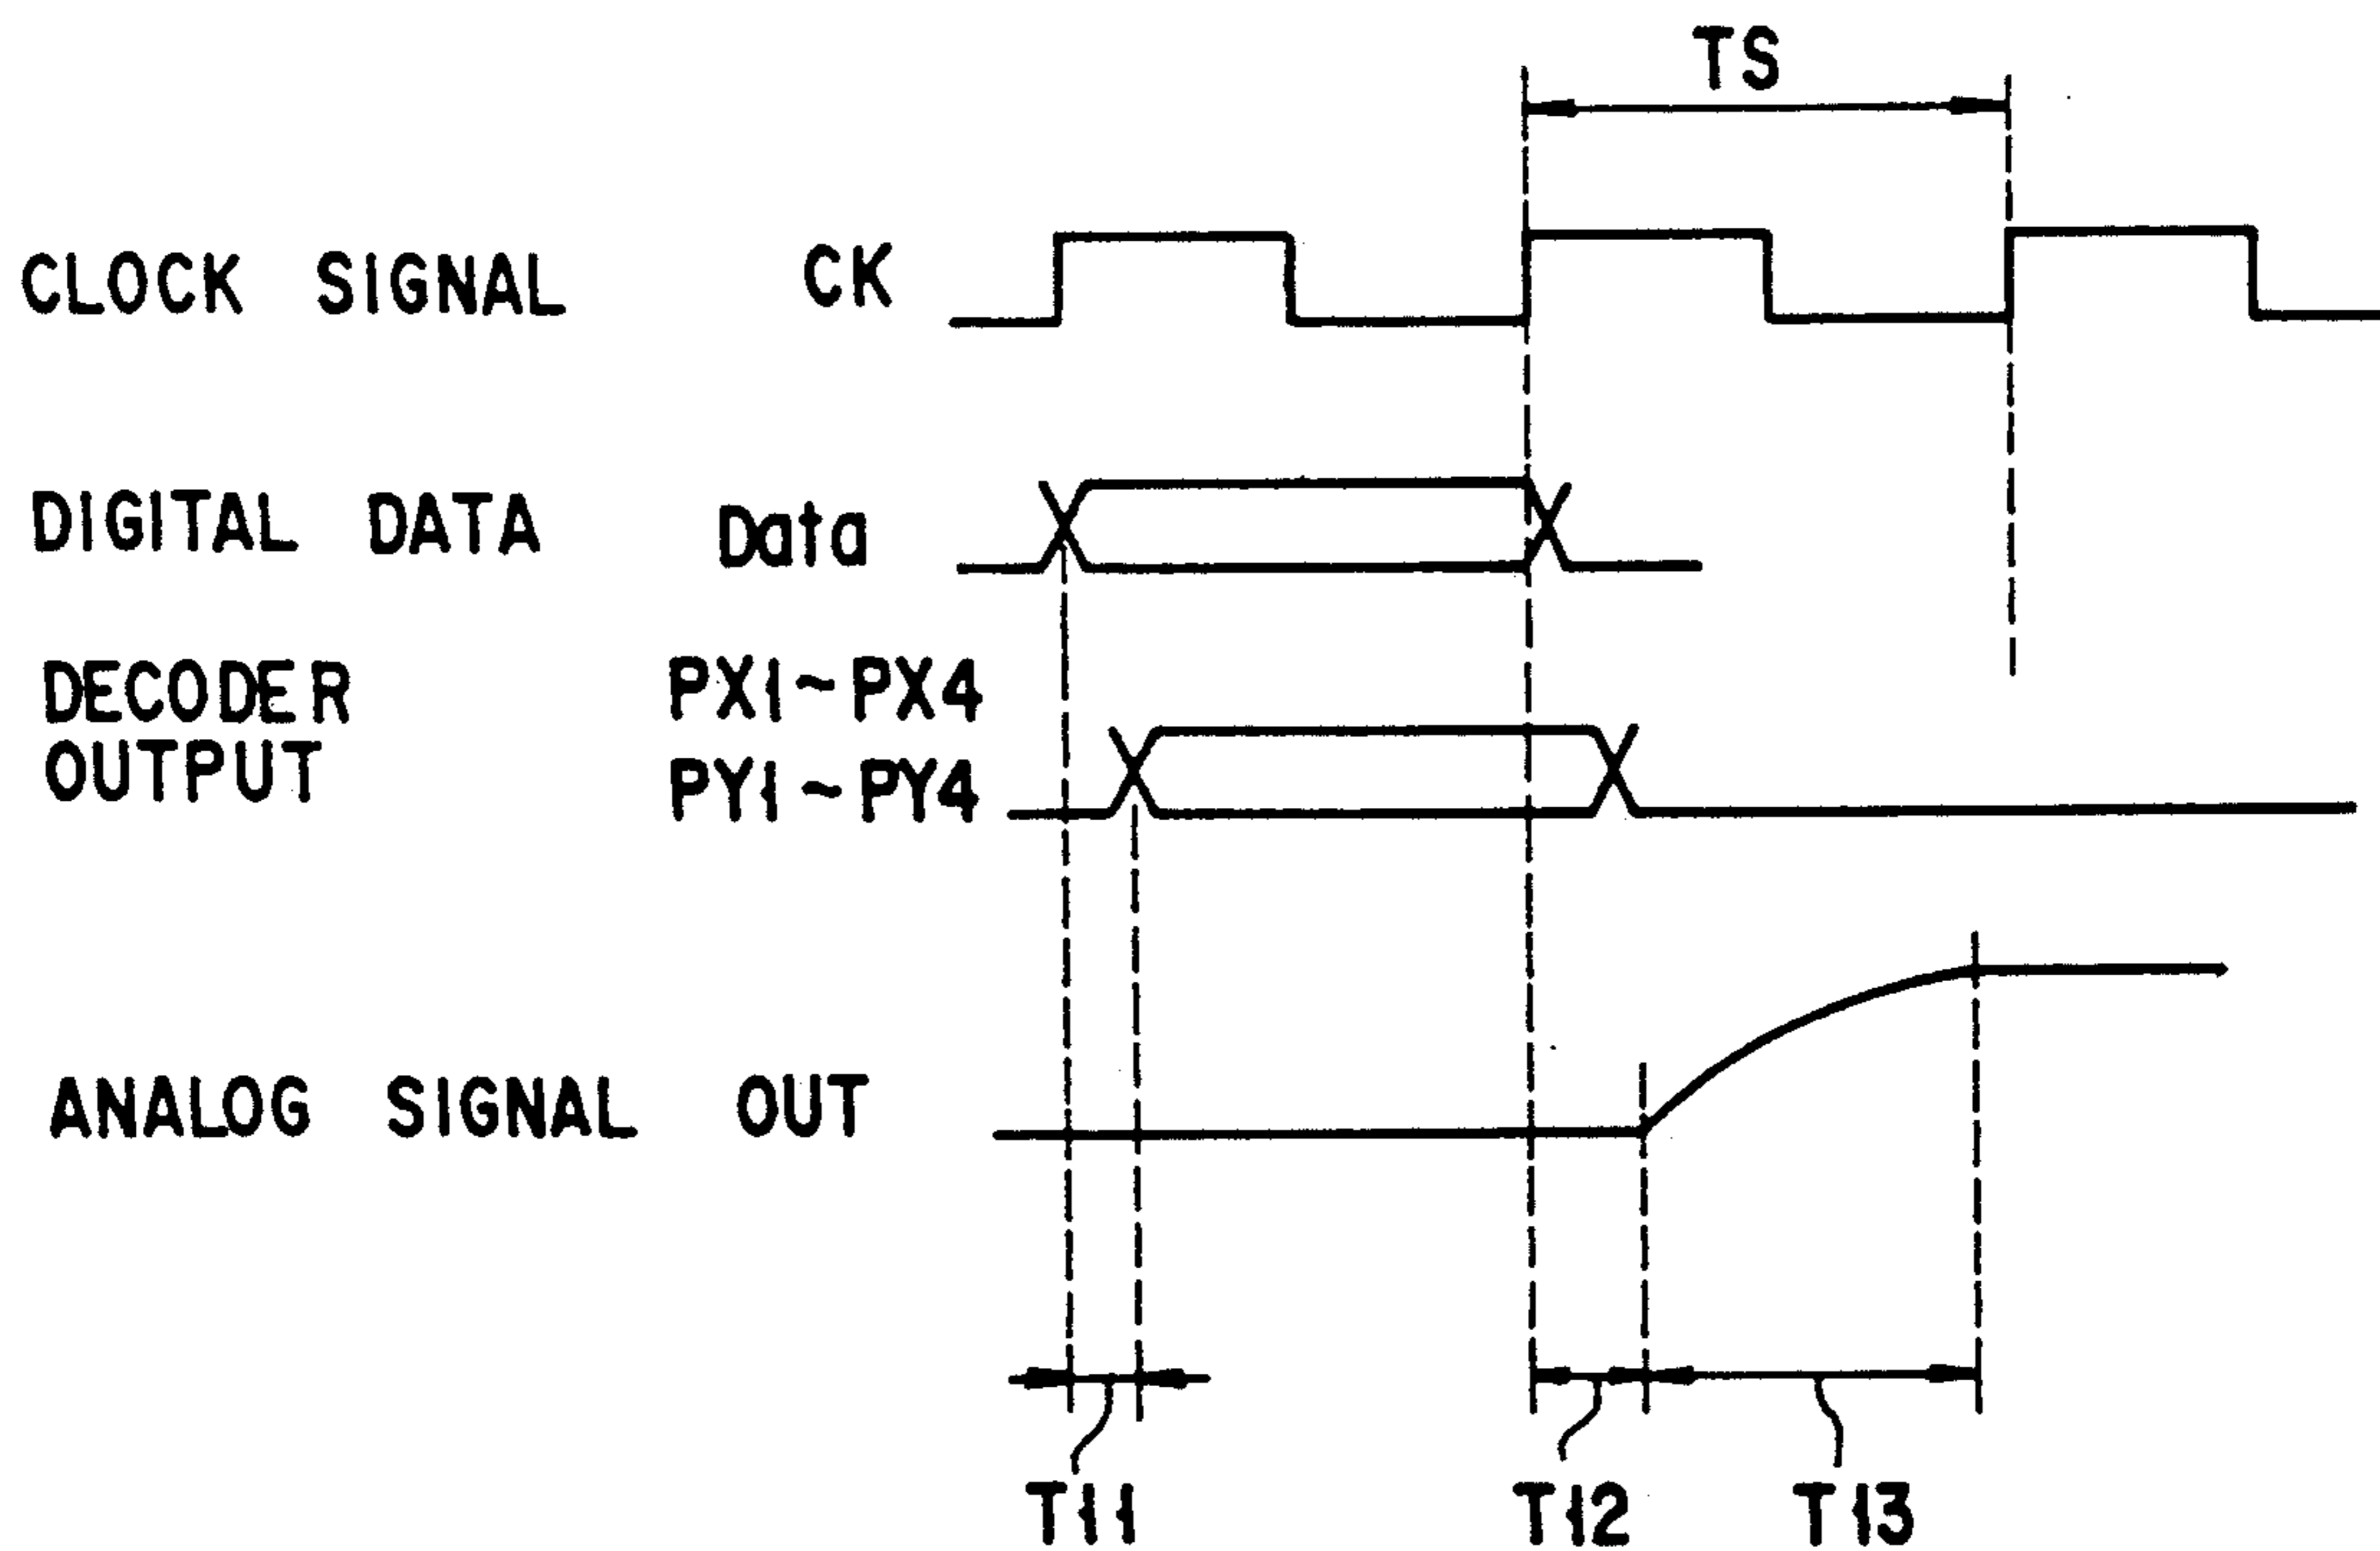 TS
CLOCK SIGNAL CK
DIGITAL DATA Data
DECODER PX1~PX4
OUTPUT PY1~PY4
ANALOG SIGNAL OUT
T11 T12 T13